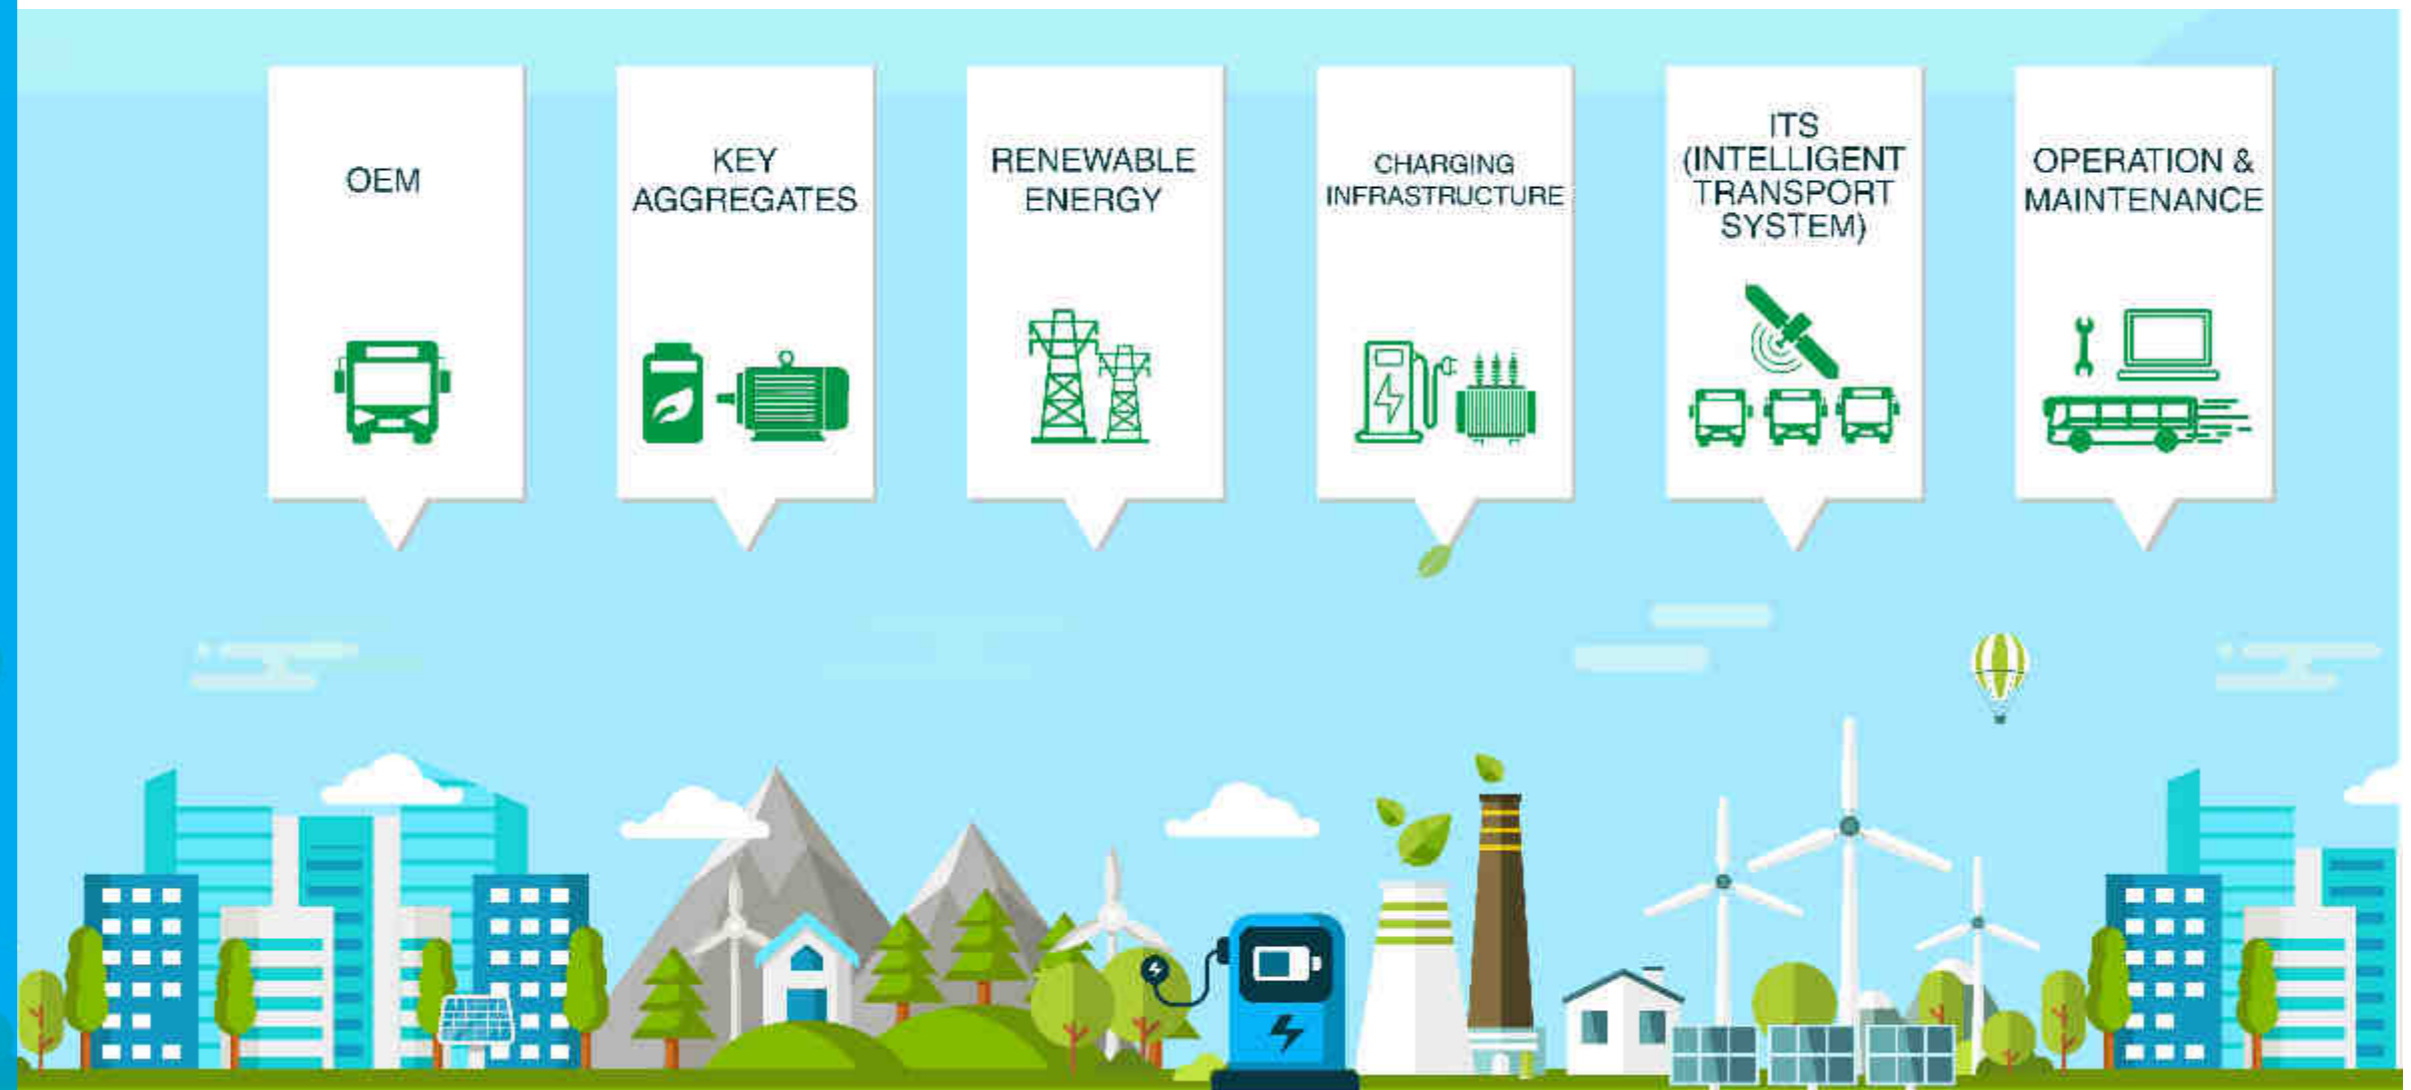 OEM
KEY
AGGREGATES
RENEWABLE
ENERGY
CHARGING
INFRASTRUCTURE
ITS
(INTELLIGENT
TRANSPORT
SYSTEM)
OPERATION &
MAINTENANCE